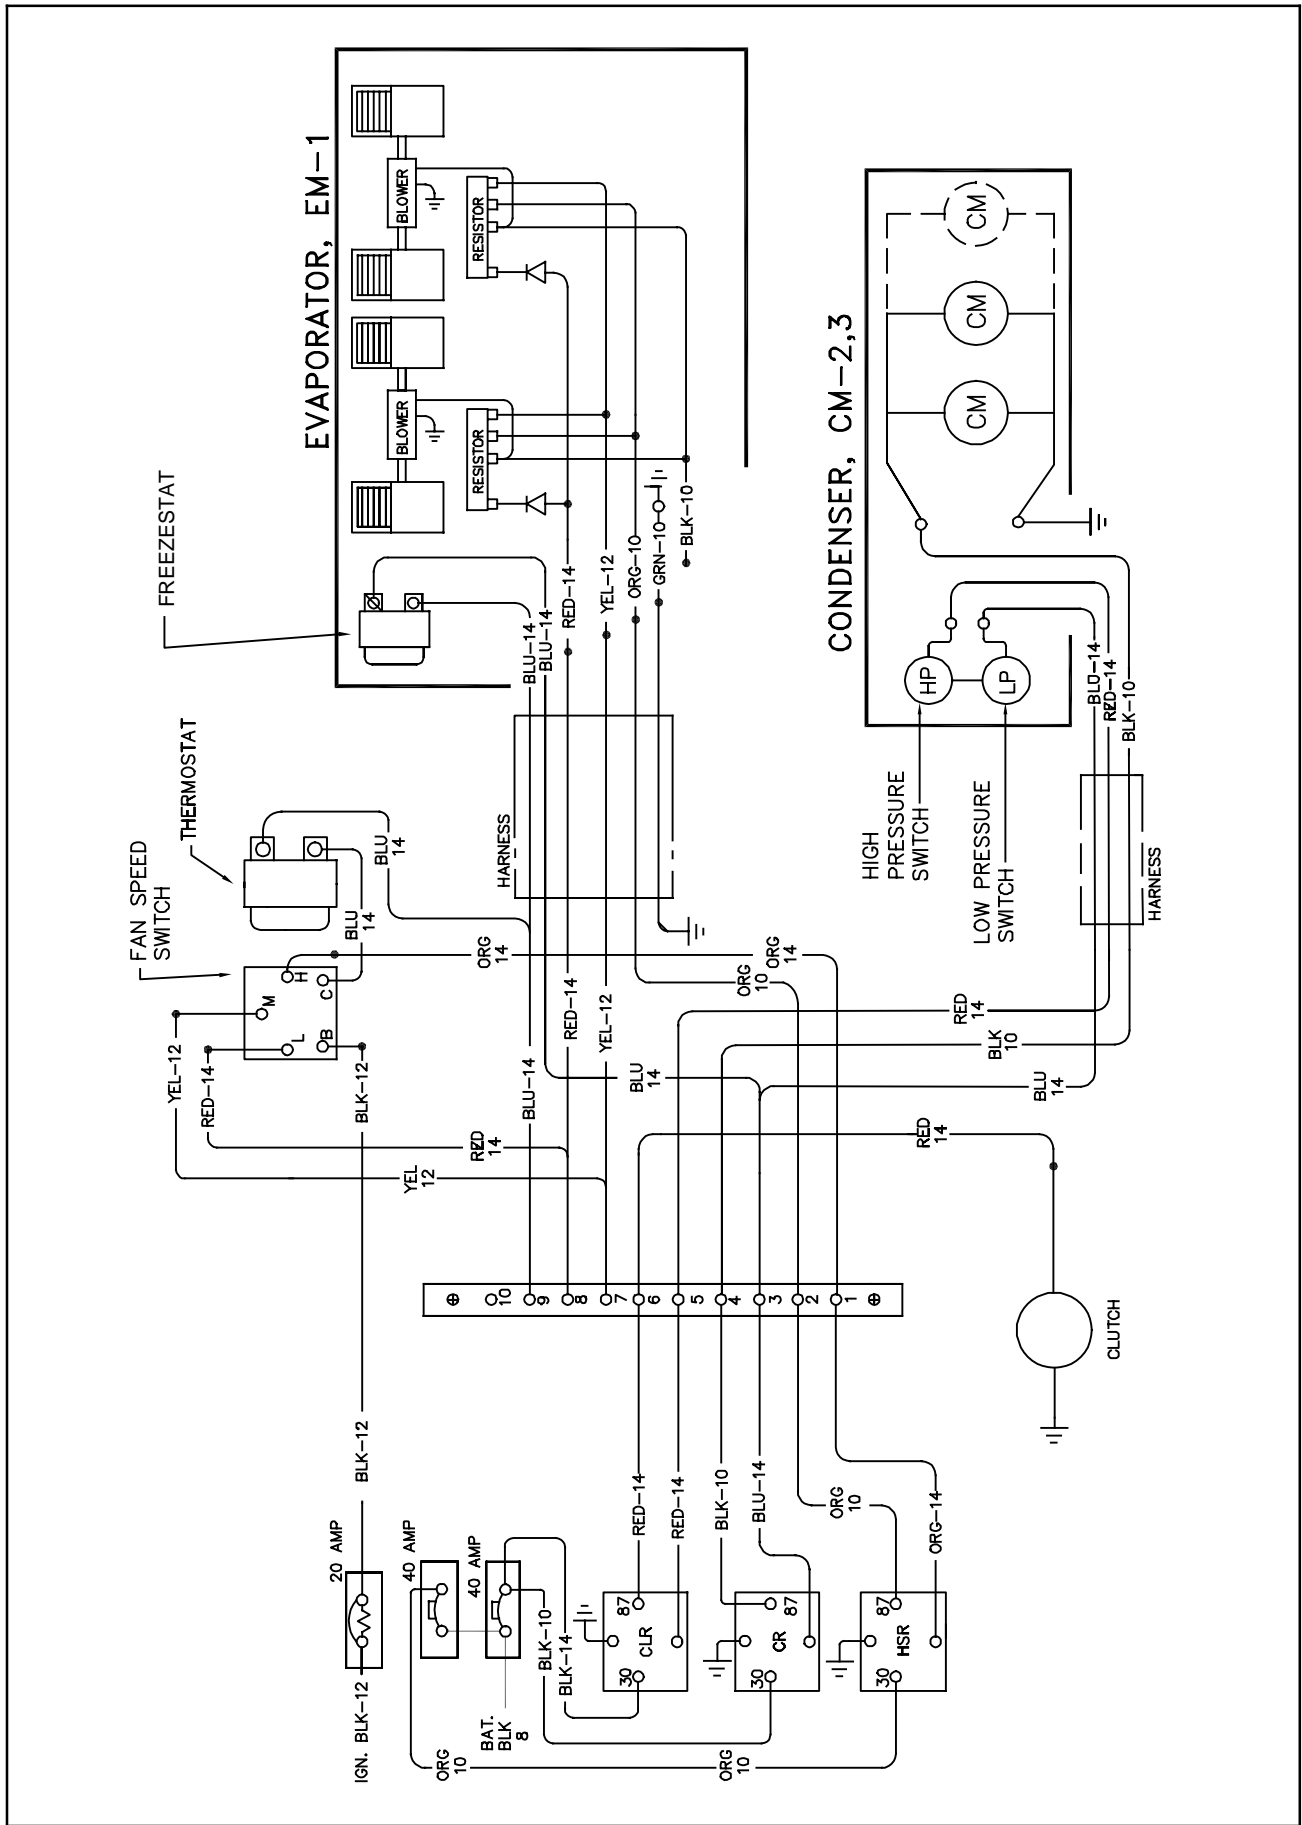 EVAPORATOR, EM-1
BLOWER
RESISTOR
BLOWER
RESISTOR
FREEZESTAT
BLU-14
BLU-14
RED-14
YEL-12
ORG-10
GRN-10
BLK-10
CONDENSER, CM-2,3
CM
CM
CM
HP
LP
BLU-14
RED-14
BLK-10
HIGH
PRESSURE
SWITCH
LOW PRESSURE
SWITCH
HARNESS
HARNESS
THERMOSTAT
FAN SPEED
SWITCH
BLU
14
BLU
14
H
C
M
L
B
ORG
14
ORG
14
ORG
10
YEL-12
RED-14
BLK-12
RED-14
YEL-12
BLU-14
BLU
14
RED
14
BLK
10
BLU
14
RED
14
RED
14
YEL
12
10
9
8
7
6
5
4
3
2
1
CLUTCH
BLK-12
20 AMP
40 AMP
40 AMP
RED-14
RED-14
BLK-10
BLU-14
ORG
10
ORG-14
87
CLR
30
87
CR
30
87
HSR
30
BLK-10
BLK-14
IGN. BLK-12
BAT.
BLK
8
ORG
10
ORG
10